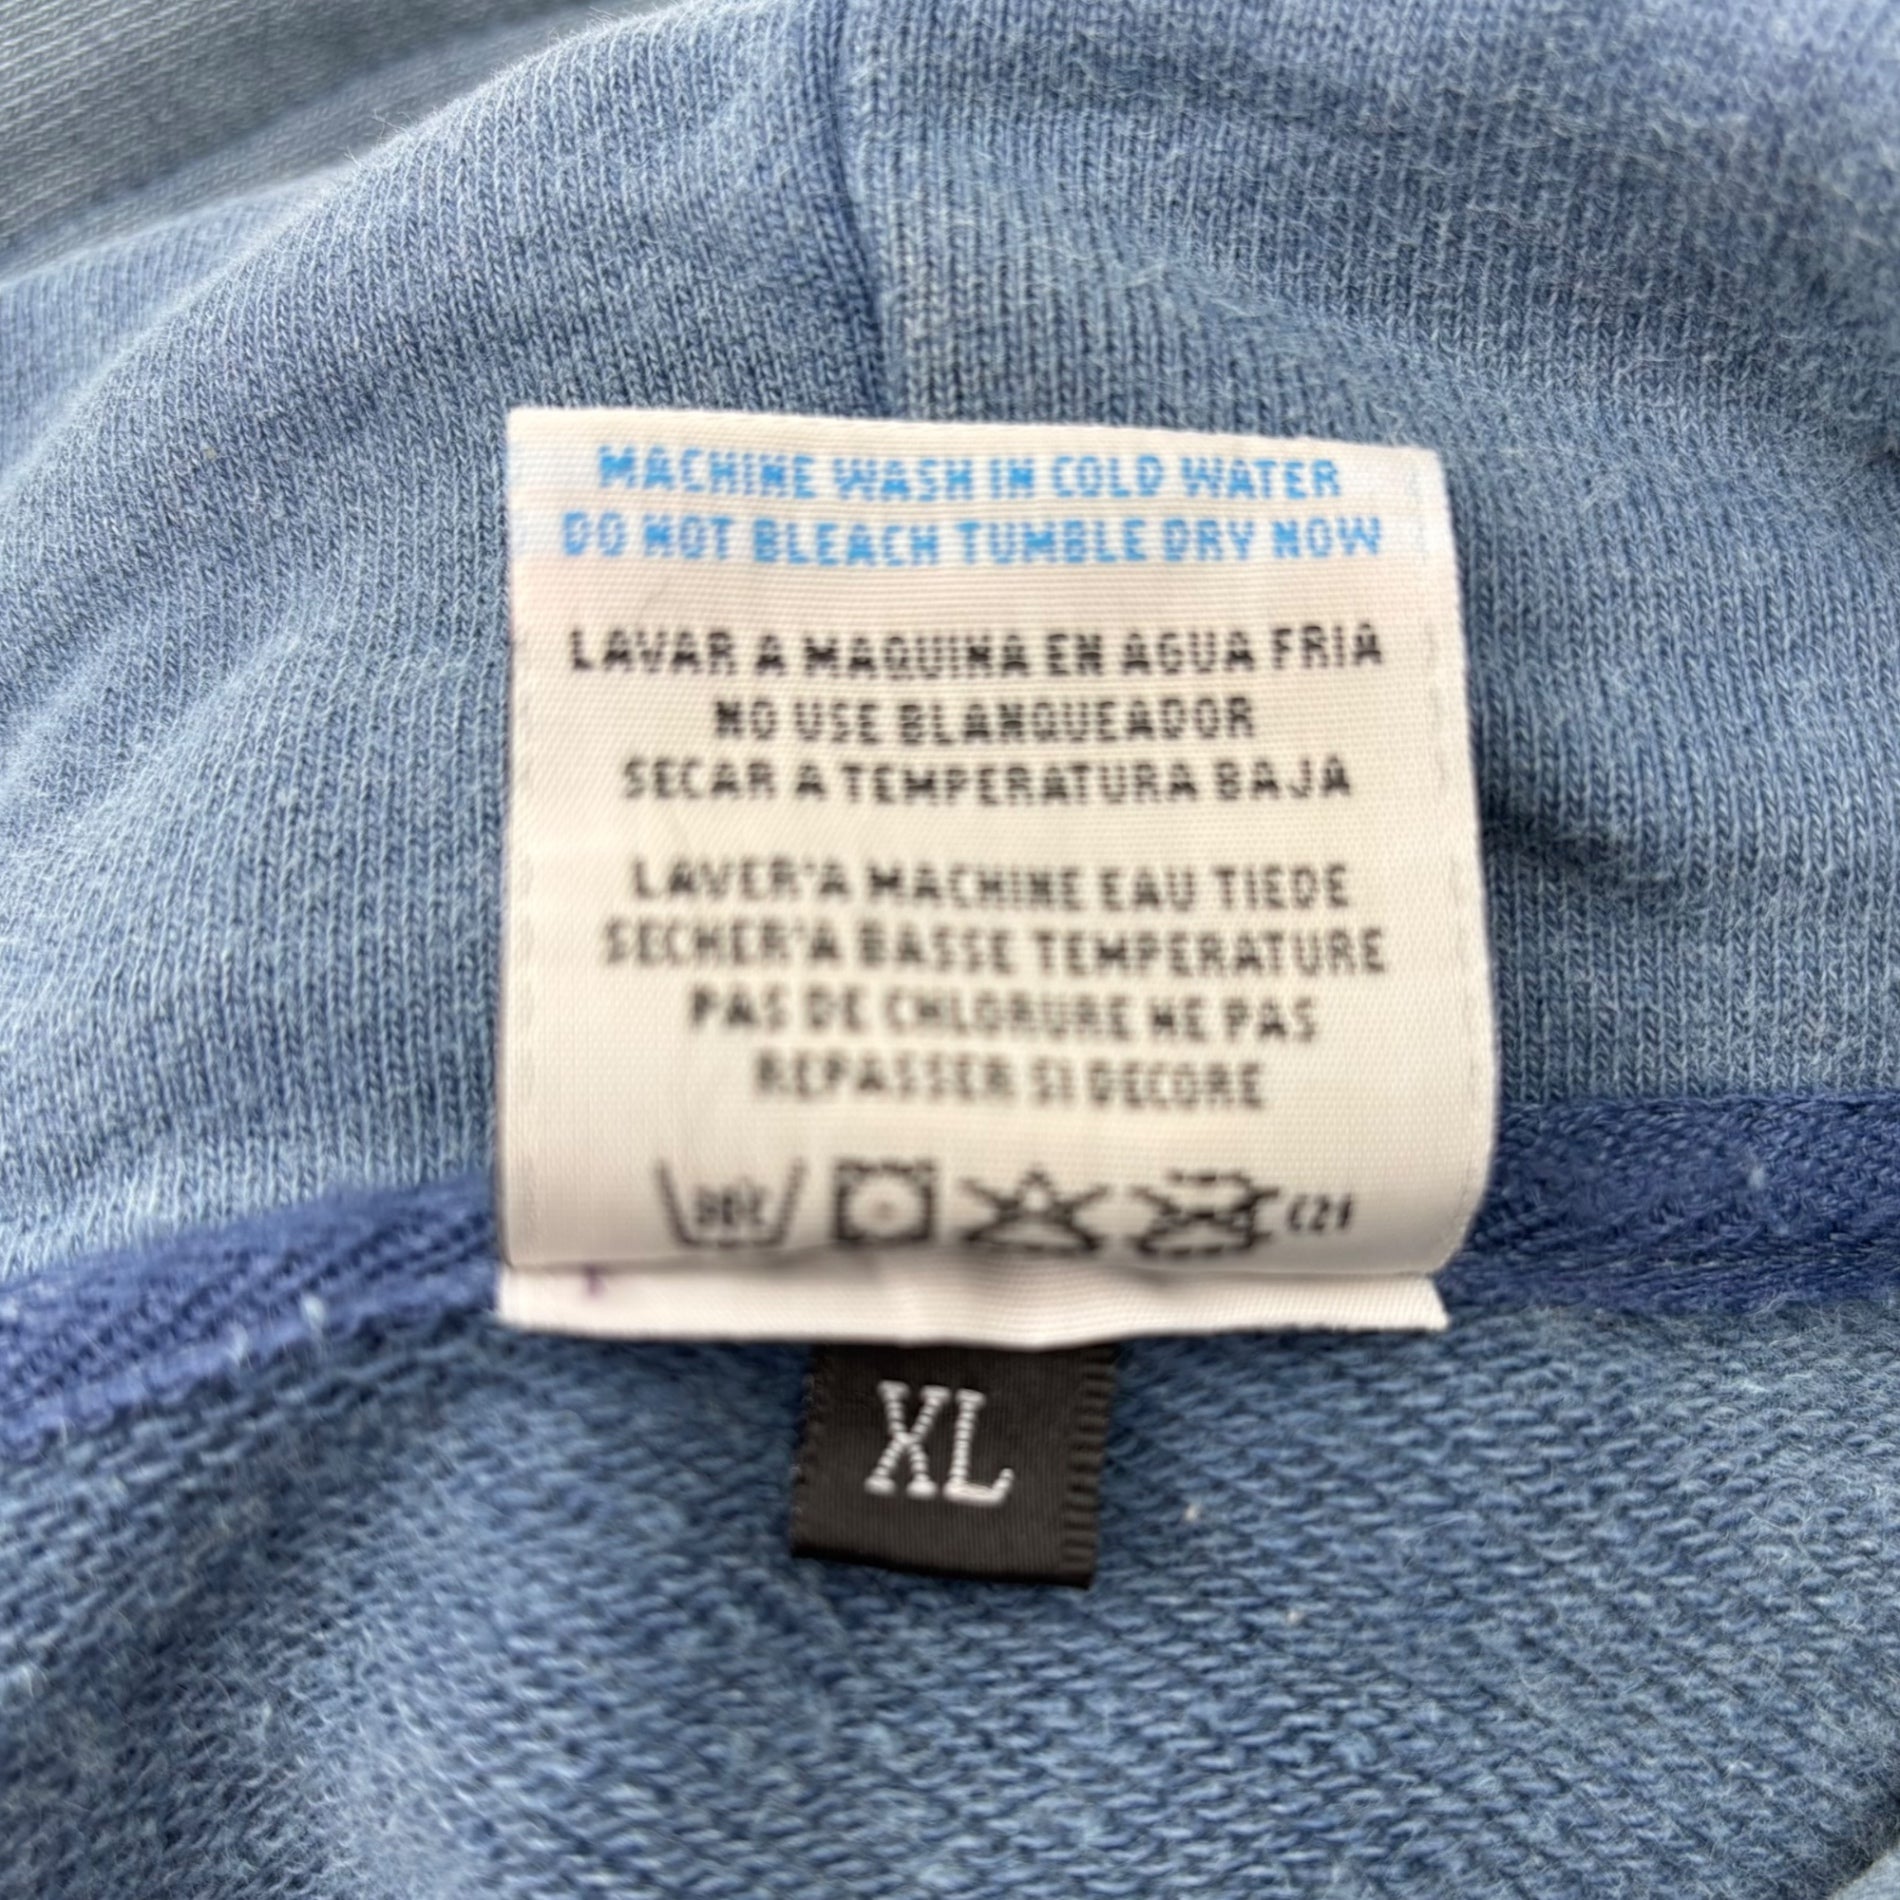 MACHINE WASH IN COLD WATER
DO NOT BLEACH TUMBLE DRY NOW
LAVAR A MAQUINA EN AGUA FRIA
NO USE BLANQUEADOR
SECAR A TEMPERATURA BAJA
LAVER'A MACHINE EAU TIEDE
SECHER'A BASSE TEMPERATURE
PAS DE CHLORURE NE PAS
REPASSER SI DECORE
XL